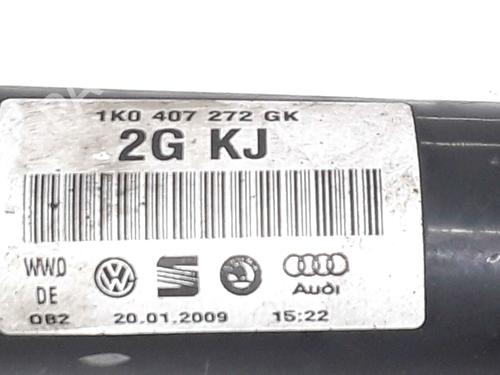 1K0 407 272 GK
2G KJ
WWD
DE
Audi
OB2 20.01.2009 15:22